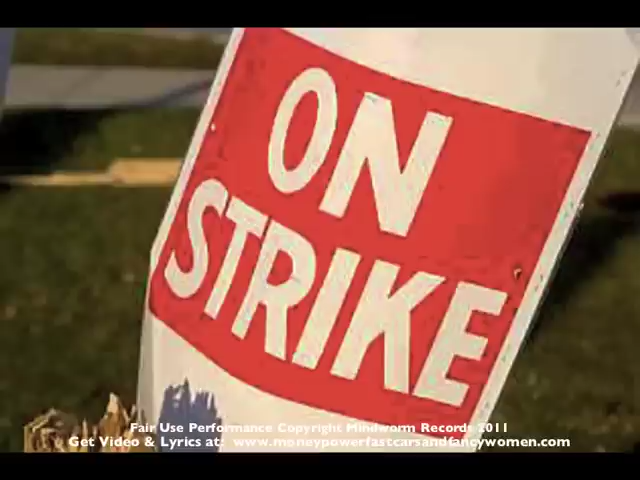 ON
STRIKE
Fair Use Performance Copyright Mindworm Records 2011
Get Video & Lyrics at: www.moneypowerfastcarsandfancywomen.com